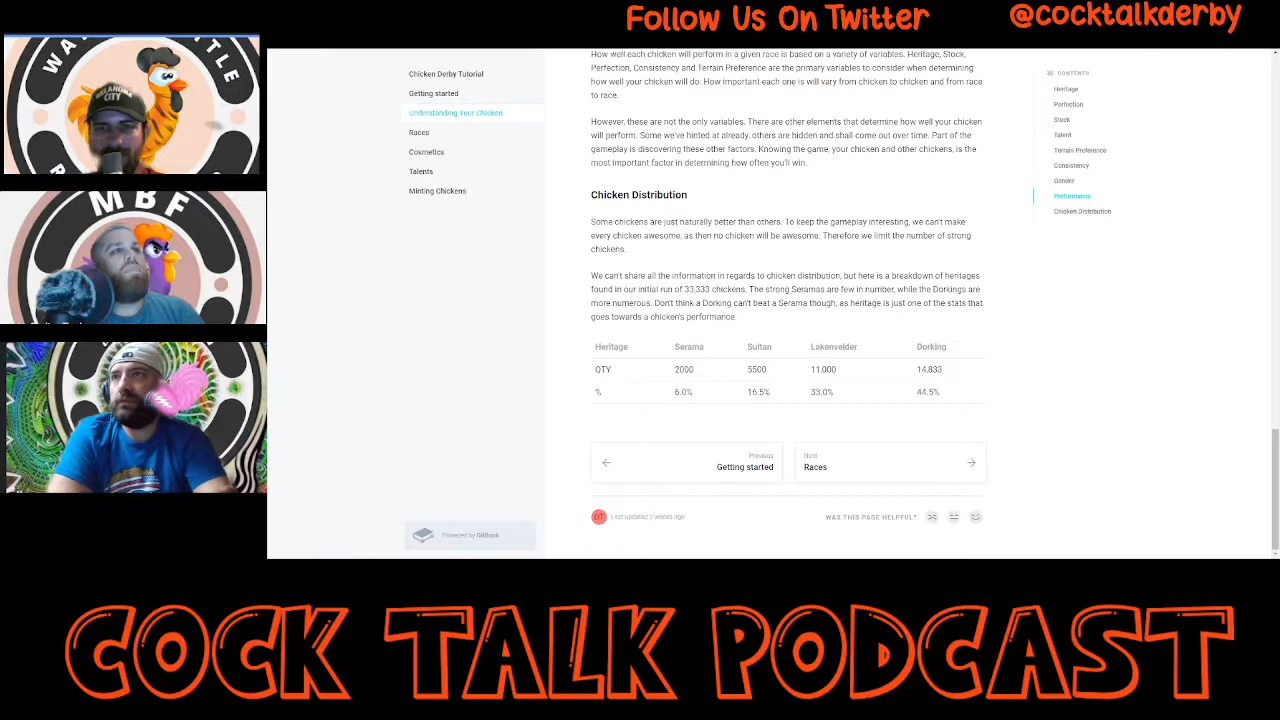 Follow Us On Twitter
@cocktalkderby
WA TTLE
R
OKLAHOMA
CITY
MBF
Chicken Derby Tutorial
Getting started
Understanding Your Chicken
Races
Cosmetics
Talents
Minting Chickens
Powered by GitBook
How well each chicken will perform in a given race is based on a variety of variables. Heritage, Stock,
Perfection, Consistency and Terrain Preference are the primary variables to consider when determining
how well your chicken will do. How important each one is will vary from chicken to chicken and from race
to race.
However, these are not the only variables. There are other elements that determine how well your chicken
will perform. Some we've hinted at already, others are hidden and shall come out over time. Part of the
gameplay is discovering these other factors. Knowing the game, your chicken and other chickens, is the
most important factor in determining how often you'll win.
Chicken Distribution
Some chickens are just naturally better than others. To keep the gameplay interesting, we can't make
every chicken awesome, as then no chicken will be awesome. Therefore we limit the number of strong
chickens.
We can't share all the information in regards to chicken distribution, but here is a breakdown of heritages
found in our initial run of 33,333 chickens. The strong Seramas are few in number, while the Dorkings are
more numerous. Don't think a Dorking can't beat a Serama though, as heritage is just one of the stats that
goes towards a chicken's performance.
Heritage Serama Sultan Lakenvelder Dorking
QTY 2000 5500 11,000 14,833
% 6.0% 16.5% 33.0% 44.5%
Previous
Getting started
Next
Races
DT Last updated 2 weeks ago
WAS THIS PAGE HELPFUL?
CONTENTS
Heritage
Perfection
Stock
Talent
Terrain Preference
Consistency
Gender
Performance
Chicken Distribution
COCK TALK PODCAST